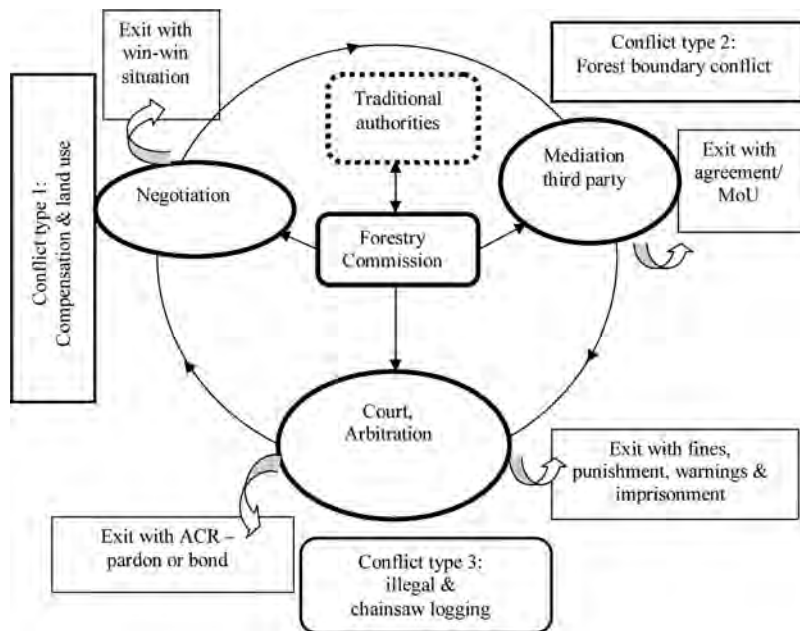 Exit with
win-win
situation
Conflict type 2:
Forest boundary conflict
Traditional
authorities
Mediation
third party
Exit with
agreement/
MoU
Negotiation
Forestry
Commission
Conflict type 1:
Compensation & land use
Court,
Arbitration
Exit with fines,
punishment, warnings &
imprisonment
Exit with ACR –
pardon or bond
Conflict type 3:
illegal &
chainsaw logging